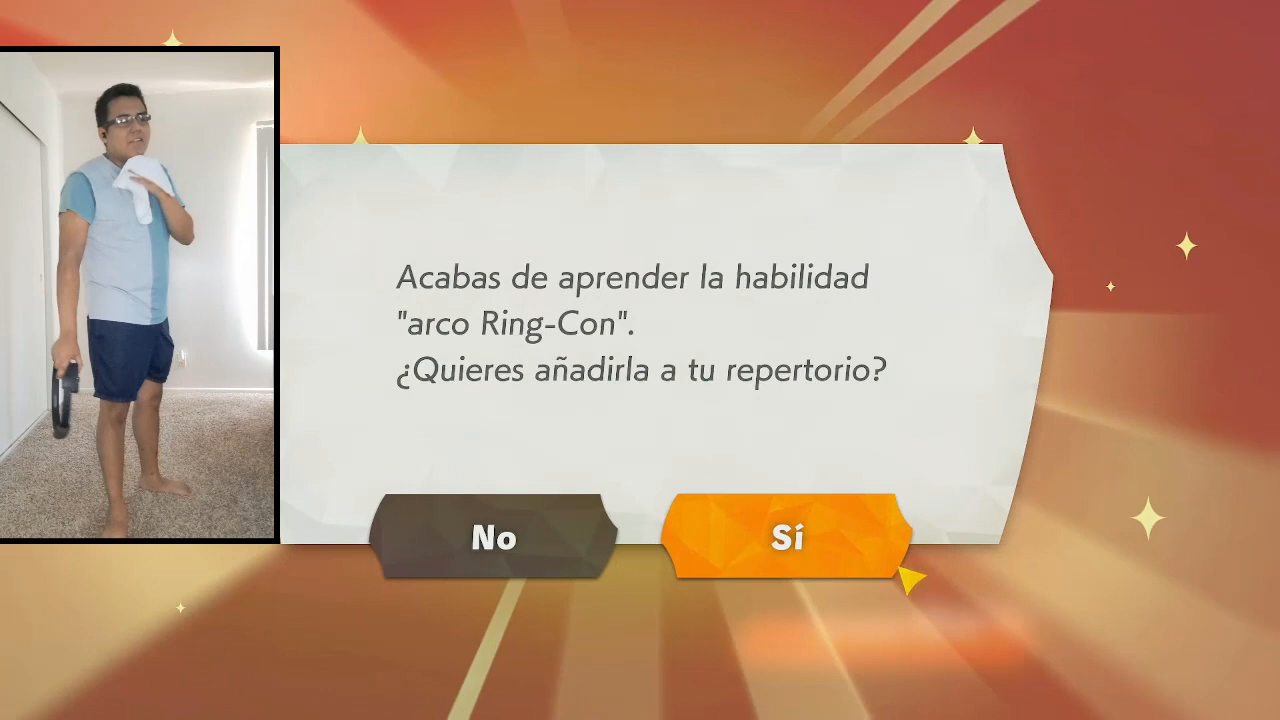 Acabas de aprender la habilidad
"arco Ring-Con".
¿Quieres añadirla a tu repertorio?
No
Sí